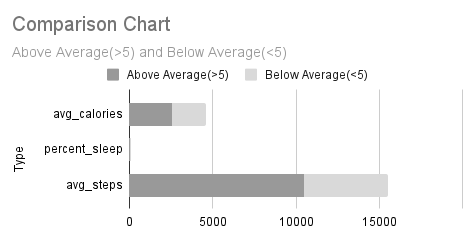 Comparison Chart
Above Average(>5) and Below Average(<5)
Above Average(>5) Below Average(<5)
Type
avg_calories
percent_sleep
avg_steps
0 5000 10000 15000